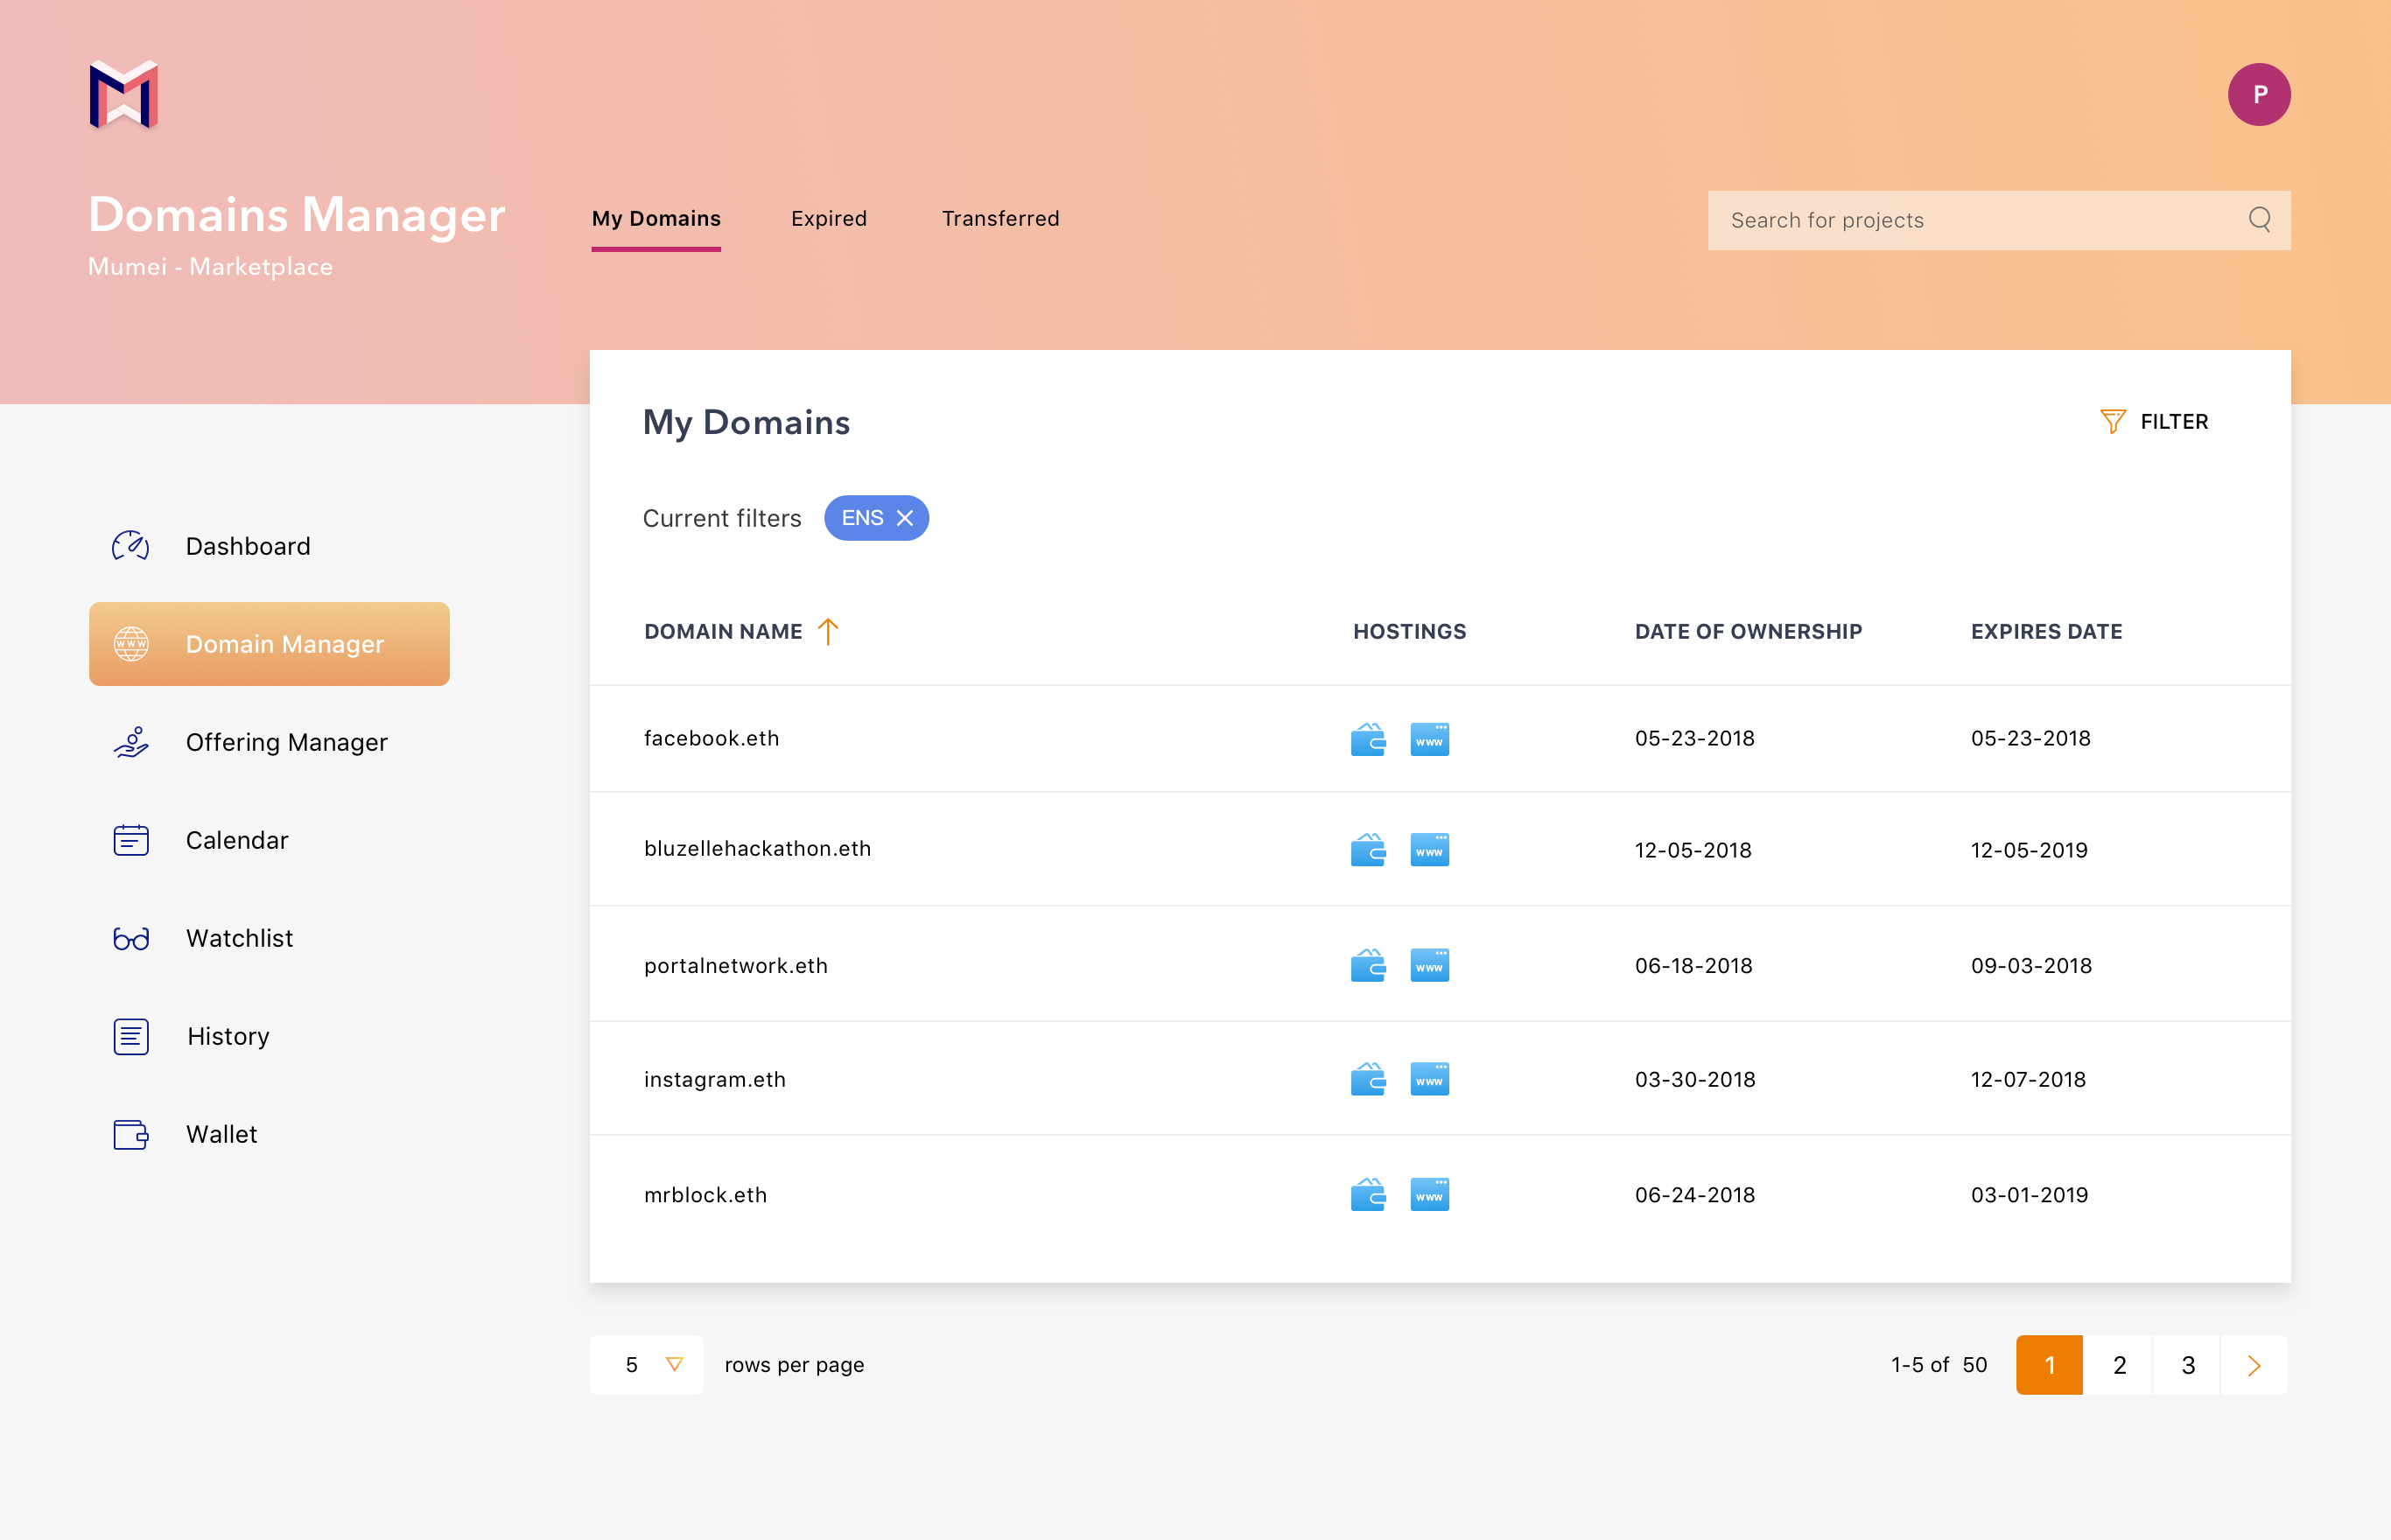 P
Domains Manager
Mumei - Marketplace
My Domains Expired Transferred
Search for projects
My Domains
FILTER
Current filters ENS
Dashboard
Domain Manager
Offering Manager
Calendar
Watchlist
History
Wallet
DOMAIN NAME HOSTINGS DATE OF OWNERSHIP EXPIRES DATE
facebook.eth www 05-23-2018 05-23-2018
bluzellehackathon.eth www 12-05-2018 12-05-2019
portalnetwork.eth www 06-18-2018 09-03-2018
instagram.eth www 03-30-2018 12-07-2018
mrblock.eth www 06-24-2018 03-01-2019
5 rows per page
1-5 of 50 1 2 3
WWW